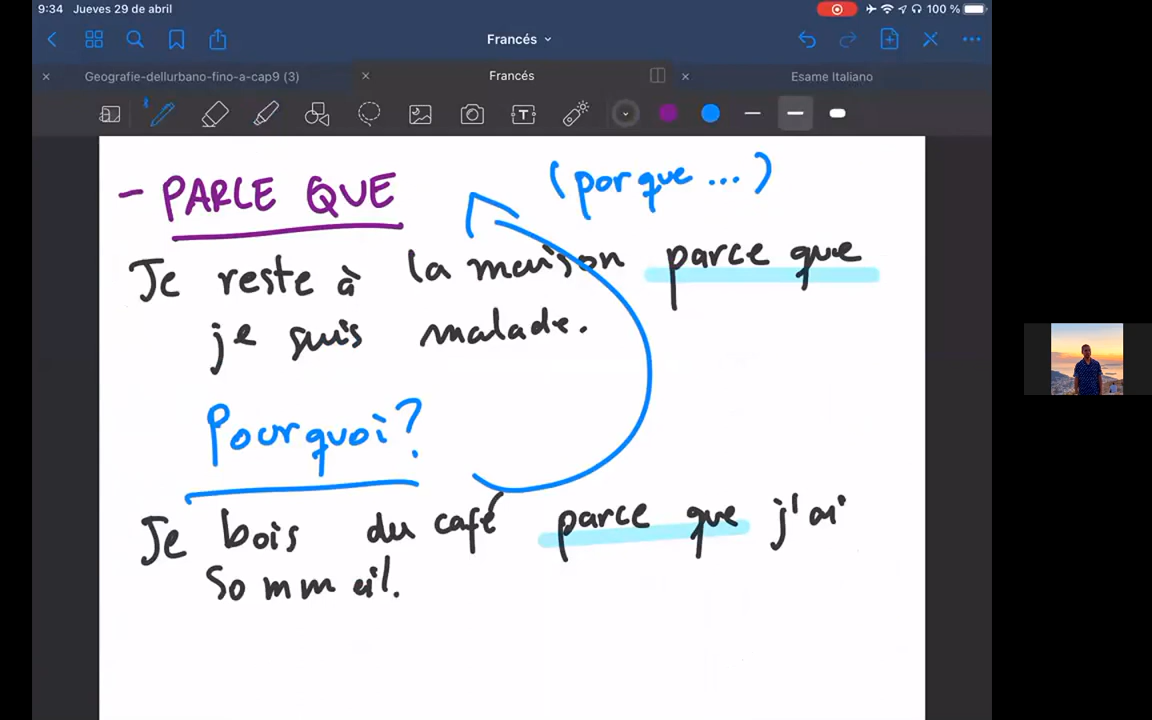 9:34 Jueves 29 de abril 100 %
Francés
Geografie-dellurbano-fino-a-cap9 (3) Francés Esame Italiano
- PARLE QUE (porque ...)
Je reste à la maison parce que
je suis malade.
Pourquoi?
Je bois du café parce que j'ai
sommeil.